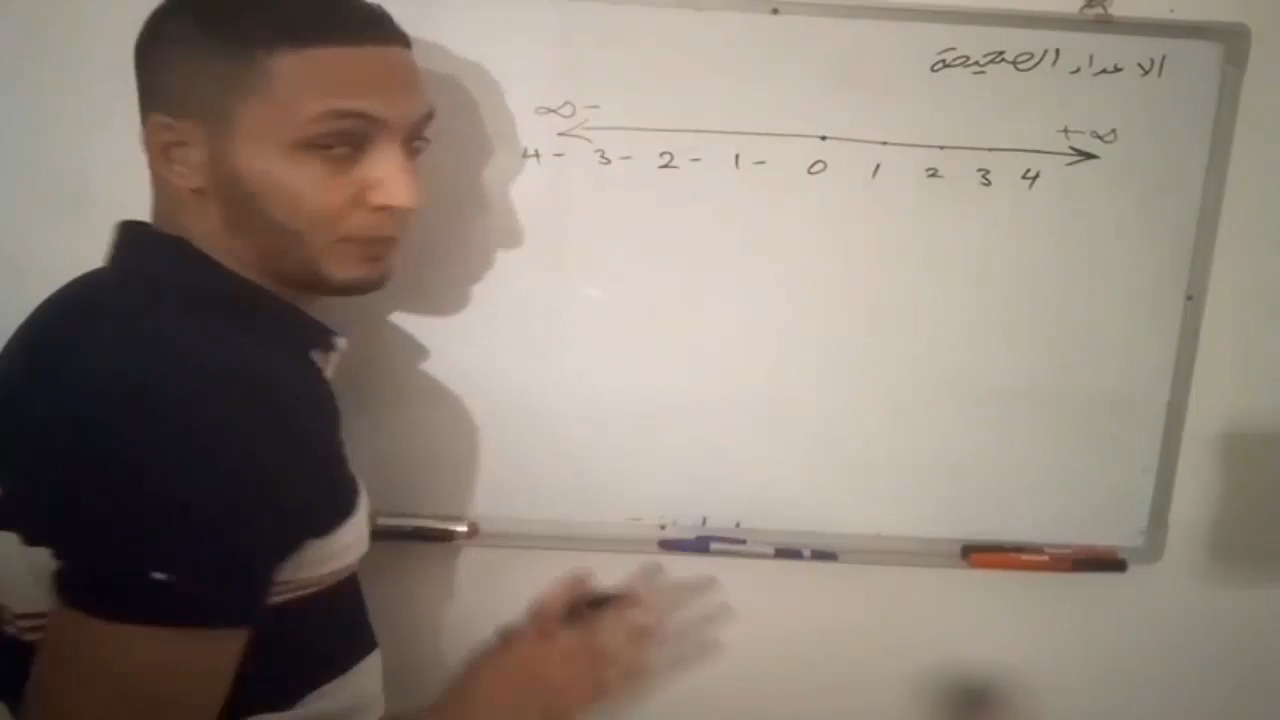 الاعداد الصحيحة
∞- +∞
4- 3- 2- 1- 0 1 2 3 4